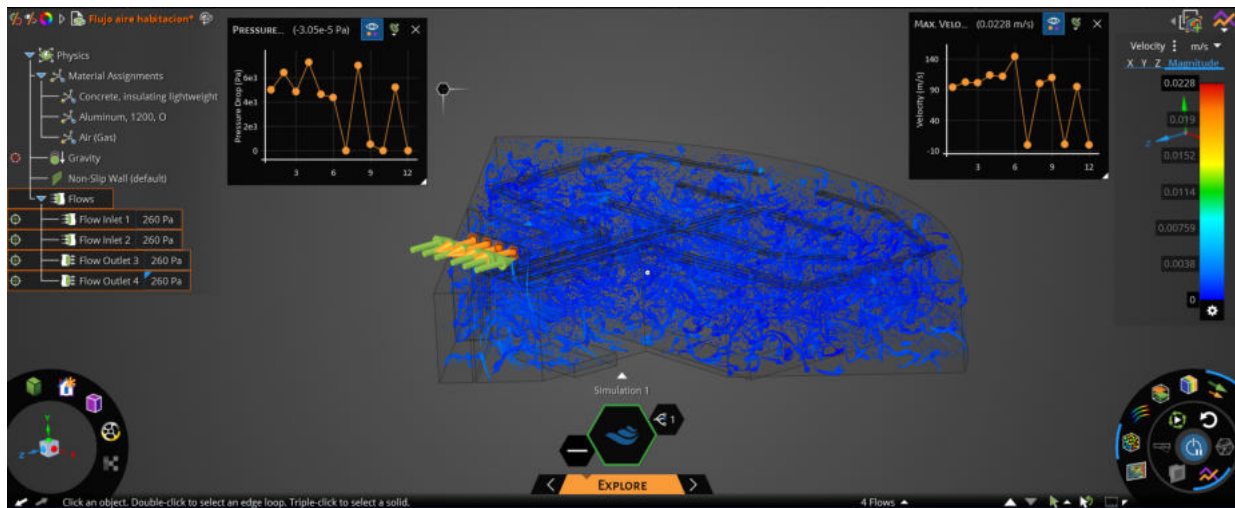 Flujo aire habitacion*
Physics
Material Assignments
Concrete, insulating lightweight
Aluminum, 1200, O
Air (Gas)
Gravity
Non-Slip Wall (default)
Flows
Flow Inlet 1 260 Pa
Flow Inlet 2 260 Pa
Flow Outlet 3 260 Pa
Flow Outlet 4 260 Pa
PRESSURE... (-3.05e-5 Pa)
Pressure Drop (Pa)
6e3
4e3
2e3
0
3 6 9 12
MAX. VELO... (0.0228 m/s)
Velocity (m/s)
140
90
40
-10
3 6 9 12
Velocity m/s
X Y Z Magnitude
0.0228
0.019
0.0152
0.0114
0.00759
0.0038
0
Simulation 1
1
EXPLORE
Y
Z
X
Click an object. Double-click to select an edge loop. Triple-click to select a solid.
4 Flows